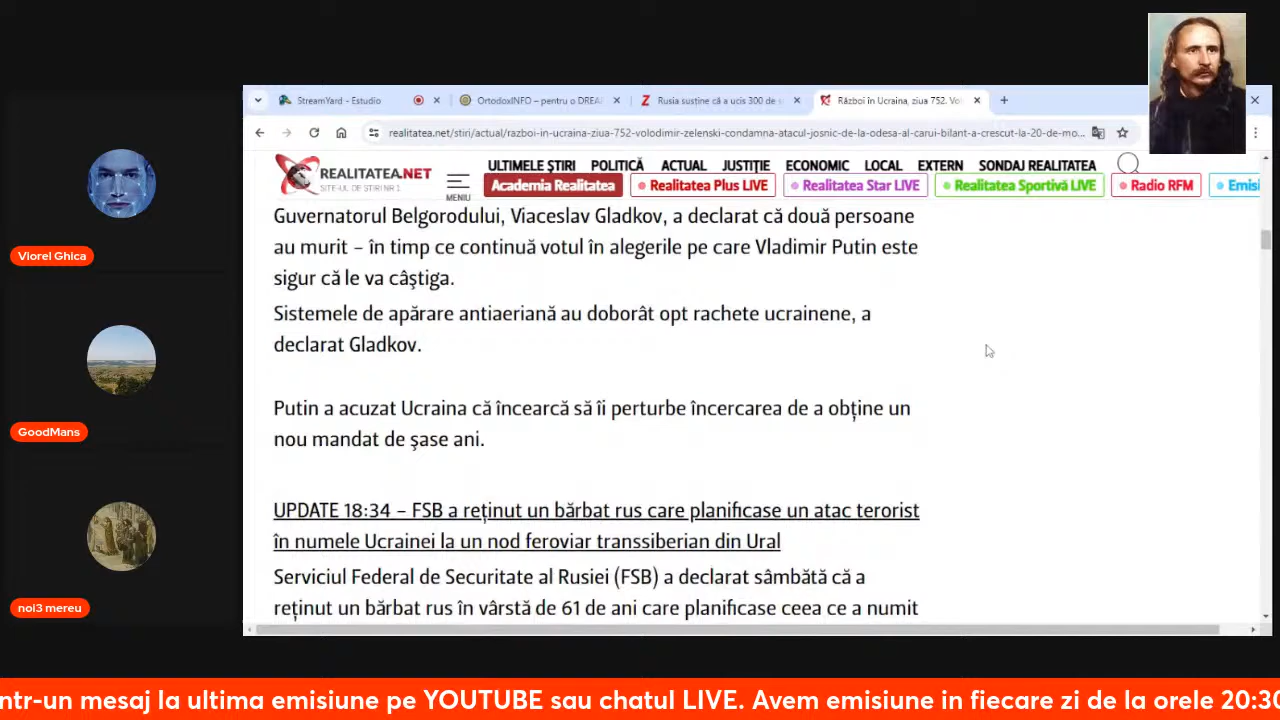 StreamYard - Estudio
OrtodoxINFO – pentru o DREA
Rusia susține că a ucis 300 de s
Război în Ucraina, ziua 752. Vo
realitatea.net/stiri/actual/razboi-in-ucraina-ziua-752-volodimir-zelenski-condamna-atacul-josnic-de-la-odesa-al-carui-bilant-a-crescut-la-20-de-mo...
REALITATEA.NET
SITE-UL DE ȘTIRI NR 1
MENIU
ULTIMELE ŞTIRI POLITICĂ ACTUAL JUSTIŢIE ECONOMIC LOCAL EXTERN SONDAJ REALITATEA
Academia Realitatea Realitatea Plus LIVE Realitatea Star LIVE Realitatea Sportivă LIVE Radio RFM Emisi
Guvernatorul Belgorodului, Viaceslav Gladkov, a declarat că două persoane
au murit – în timp ce continuă votul în alegerile pe care Vladimir Putin este
sigur că le va câştiga.
Sistemele de apărare antiaeriană au doborât opt rachete ucrainene, a
declarat Gladkov.
Putin a acuzat Ucraina că încearcă să îi perturbe încercarea de a obține un
nou mandat de şase ani.
UPDATE 18:34 – FSB a reţinut un bărbat rus care planificase un atac terorist
în numele Ucrainei la un nod feroviar transsiberian din Ural
Serviciul Federal de Securitate al Rusiei (FSB) a declarat sâmbătă că a
reţinut un bărbat rus în vârstă de 61 de ani care planificase ceea ce a numit
Viorel Ghica
GoodMans
noi3 mereu
ntr-un mesaj la ultima emisiune pe YOUTUBE sau chatul LIVE. Avem emisiune in fiecare zi de la orele 20:30